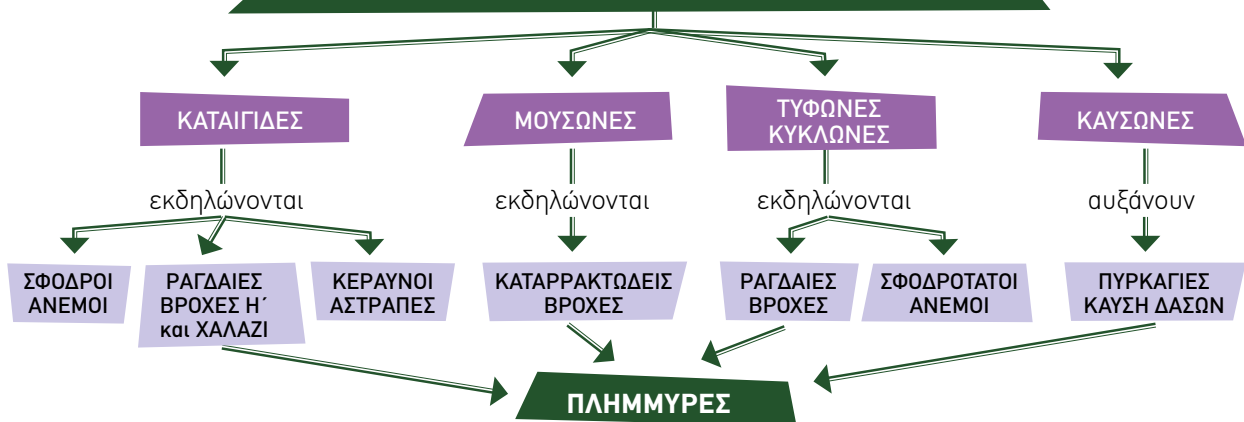 ΚΑΤΑΙΓΙΔΕΣ
ΜΟΥΣΩΝΕΣ
ΤΥΦΩΝΕΣ
ΚΥΚΛΩΝΕΣ
ΚΑΥΣΩΝΕΣ
εκδηλώνονται
εκδηλώνονται
εκδηλώνονται
αυξάνουν
ΣΦΟΔΡΟΙ
ΑΝΕΜΟΙ
ΡΑΓΔΑΙΕΣ
ΒΡΟΧΕΣ Η΄
και ΧΑΛΑΖΙ
ΚΕΡΑΥΝΟΙ
ΑΣΤΡΑΠΕΣ
ΚΑΤΑΡΡΑΚΤΩΔΕΙΣ
ΒΡΟΧΕΣ
ΡΑΓΔΑΙΕΣ
ΒΡΟΧΕΣ
ΣΦΟΔΡΟΤΑΤΟΙ
ΑΝΕΜΟΙ
ΠΥΡΚΑΓΙΕΣ
ΚΑΥΣΗ ΔΑΣΩΝ
ΠΛΗΜΜΥΡΕΣ